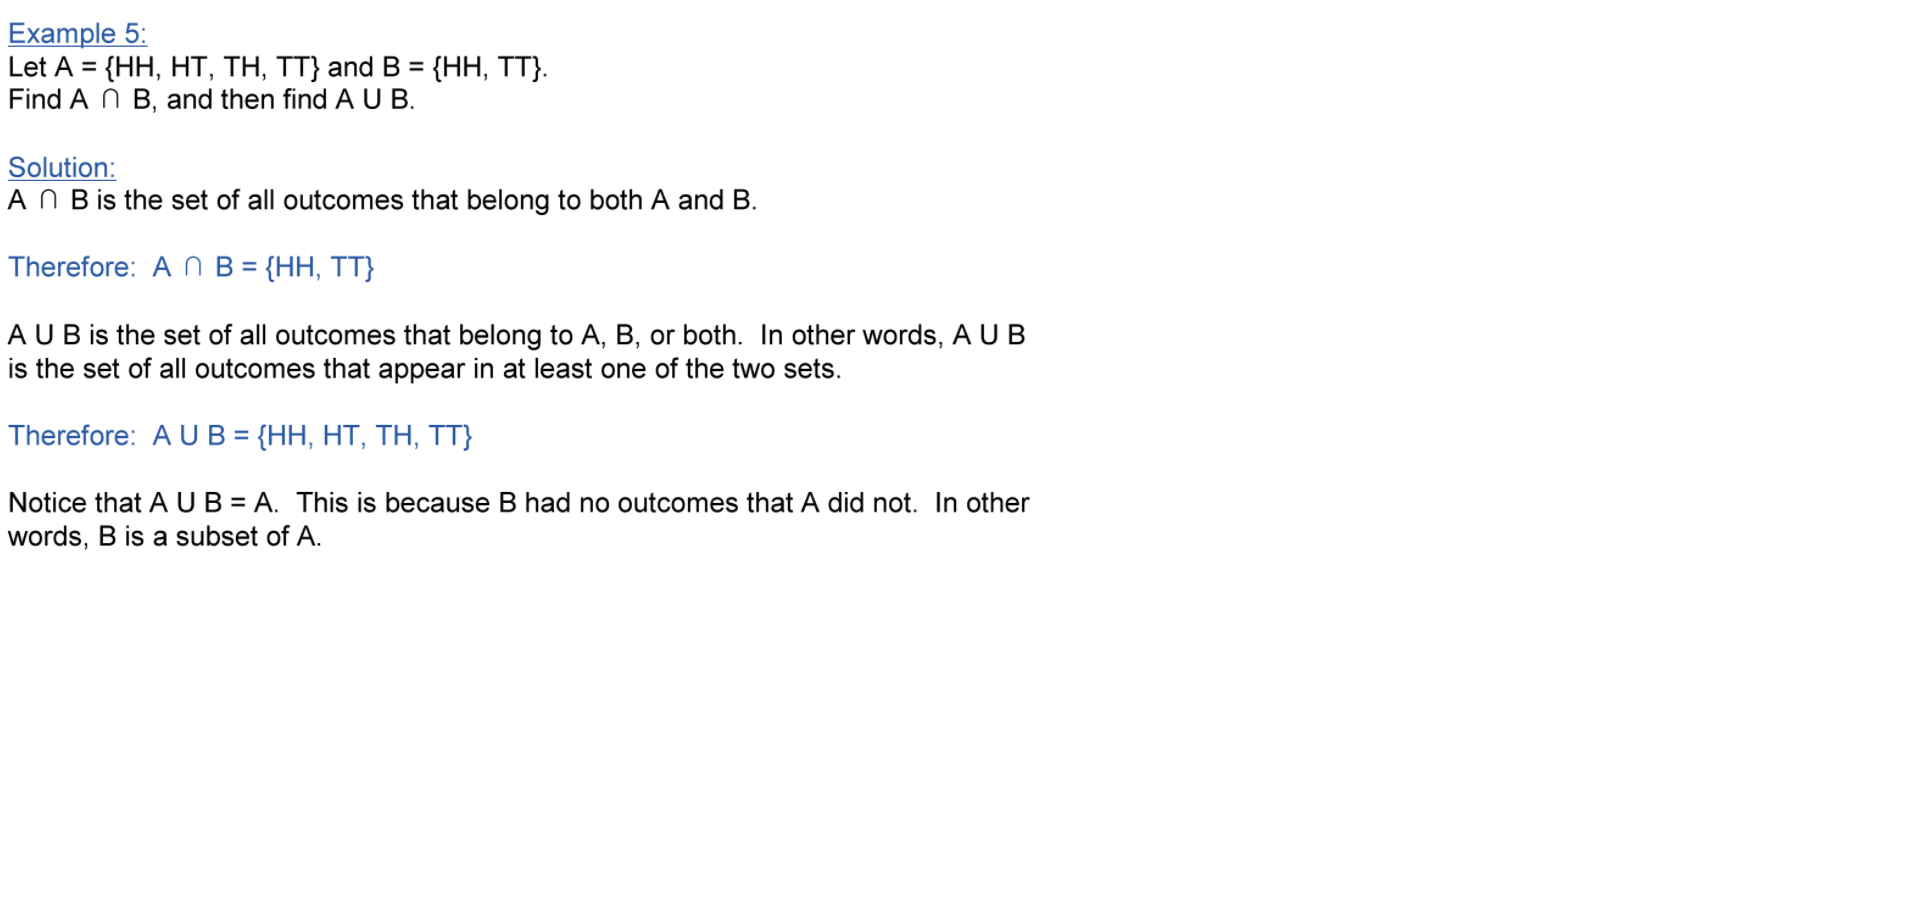 Example 5:
Let A = {HH, HT, TH, TT} and B = {HH, TT}.
Find A ∩ B, and then find A U B.
Solution:
A ∩ B is the set of all outcomes that belong to both A and B.
Therefore:  A ∩ B = {HH, TT}
A U B is the set of all outcomes that belong to A, B, or both.  In other words, A U B
is the set of all outcomes that appear in at least one of the two sets.
Therefore:  A U B = {HH, HT, TH, TT}
Notice that A U B = A.  This is because B had no outcomes that A did not.  In other
words, B is a subset of A.